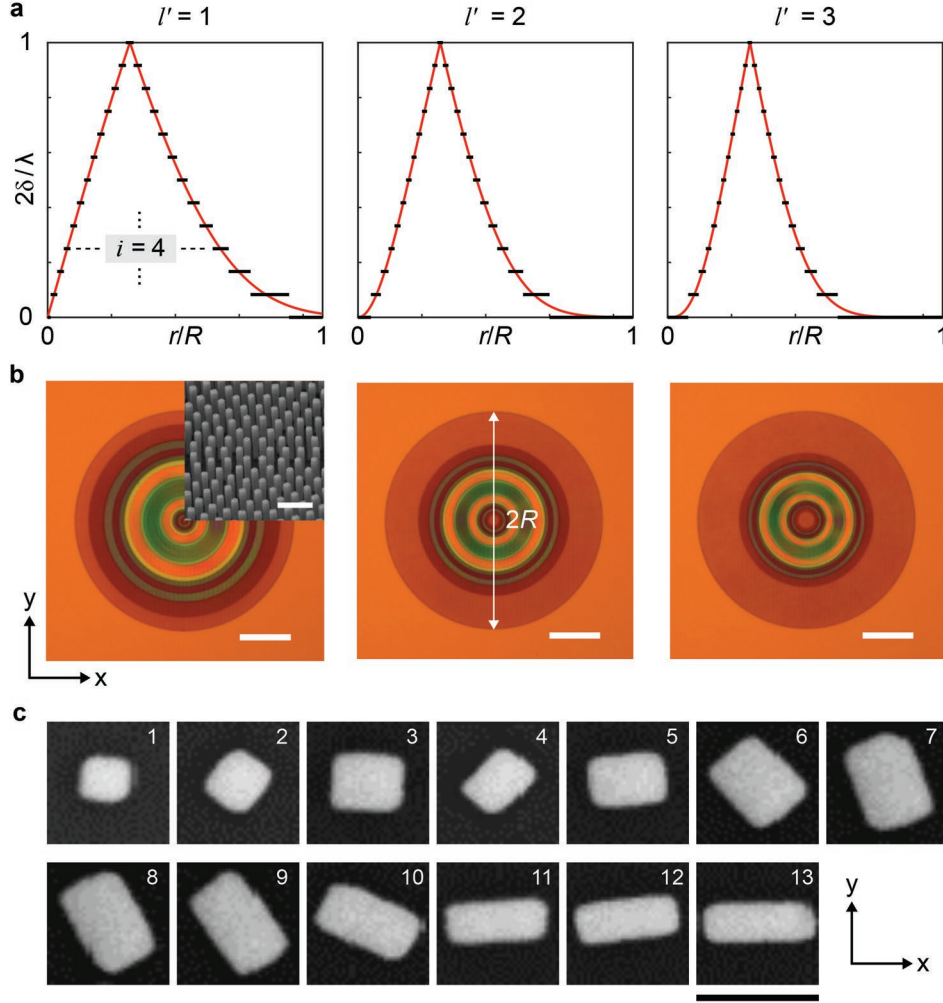 a
l′ = 1
l′ = 2
l′ = 3
1
2δ/λ
i = 4
0
0 r/R 1
0 r/R 1
0 r/R 1
b
2R
y
x
c
1 2 3 4 5 6 7
8 9 10 11 12 13
y
x